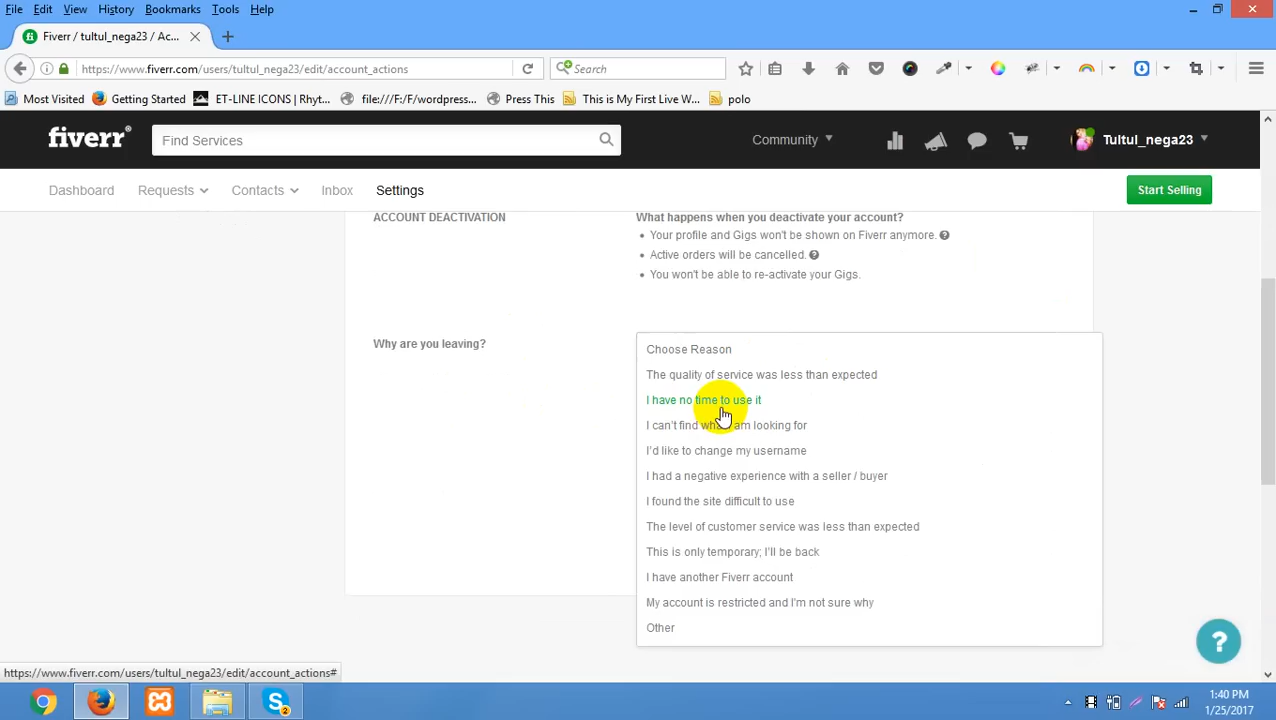 File Edit View History Bookmarks Tools Help
Fiverr / tultul_nega23 / Ac...
https://www.fiverr.com/users/tultul_nega23/edit/account_actions
Search
Most Visited Getting Started ET-LINE ICONS | Rhyt... file:///F:/F/wordpress... Press This This is My First Live W... polo
fiverr®
Find Services
Community
Tultul_nega23
Dashboard Requests Contacts Inbox Settings
Start Selling
ACCOUNT DEACTIVATION
What happens when you deactivate your account?
• Your profile and Gigs won't be shown on Fiverr anymore. ?
• Active orders will be cancelled. ?
• You won't be able to re-activate your Gigs.
Why are you leaving?
Choose Reason
The quality of service was less than expected
I have no time to use it
I can't find what I am looking for
I'd like to change my username
I had a negative experience with a seller / buyer
I found the site difficult to use
The level of customer service was less than expected
This is only temporary; I'll be back
I have another Fiverr account
My account is restricted and I'm not sure why
Other
?
https://www.fiverr.com/users/tultul_nega23/edit/account_actions#
1:40 PM
1/25/2017